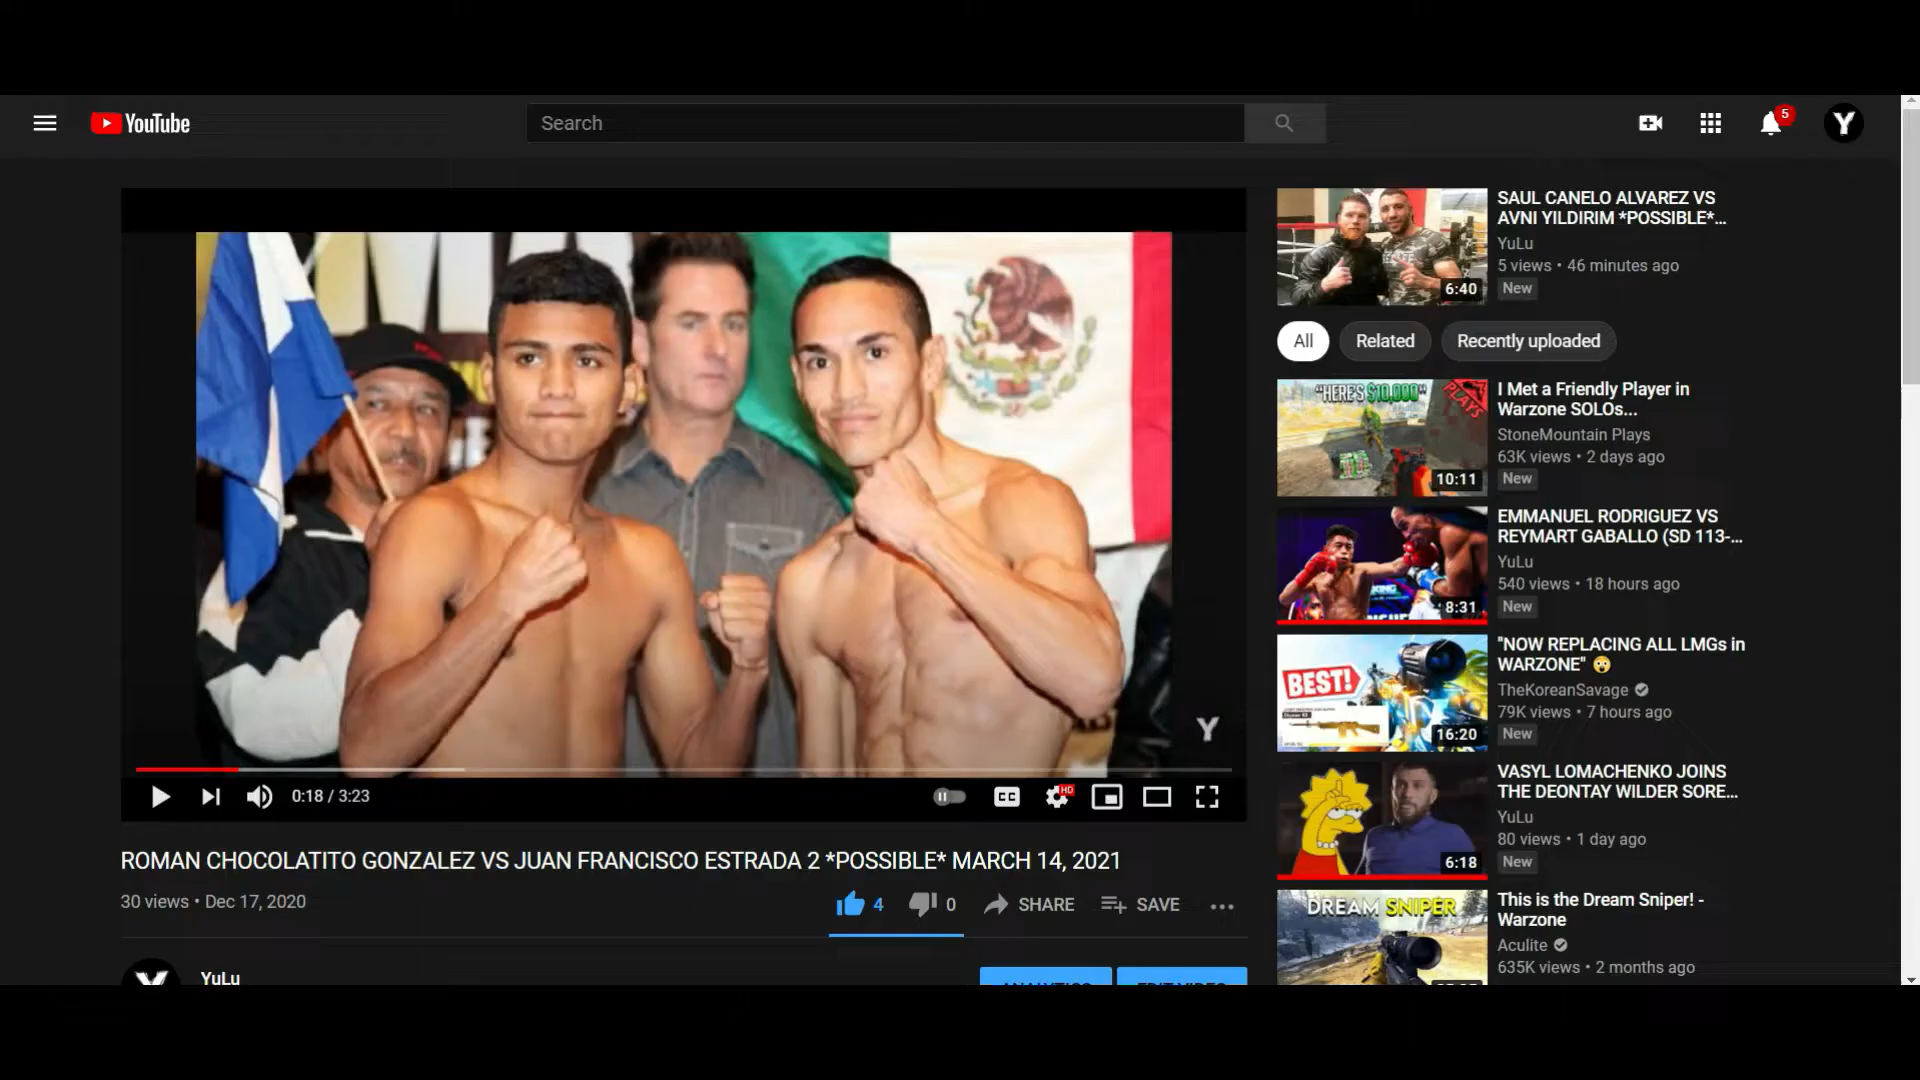 YouTube
Search
5
Y
Y
0:18 / 3:23
CC
HD
ROMAN CHOCOLATITO GONZALEZ VS JUAN FRANCISCO ESTRADA 2 *POSSIBLE* MARCH 14, 2021
30 views • Dec 17, 2020
4
0
SHARE
SAVE
YuLu
ANALYTICS
EDIT VIDEO
6:40
SAUL CANELO ALVAREZ VS
AVNI YILDIRIM *POSSIBLE*...
YuLu
5 views • 46 minutes ago
New
All
Related
Recently uploaded
"HERE'S $10,000"
PLAYS
10:11
I Met a Friendly Player in
Warzone SOLOs...
StoneMountain Plays
63K views • 2 days ago
New
8:31
EMMANUEL RODRIGUEZ VS
REYMART GABALLO (SD 113-...
YuLu
540 views • 18 hours ago
New
BEST!
16:20
"NOW REPLACING ALL LMGs in
WARZONE" 😲
TheKoreanSavage
79K views • 7 hours ago
New
6:18
VASYL LOMACHENKO JOINS
THE DEONTAY WILDER SORE...
YuLu
80 views • 1 day ago
New
DREAM SNIPER
This is the Dream Sniper! -
Warzone
Aculite
635K views • 2 months ago